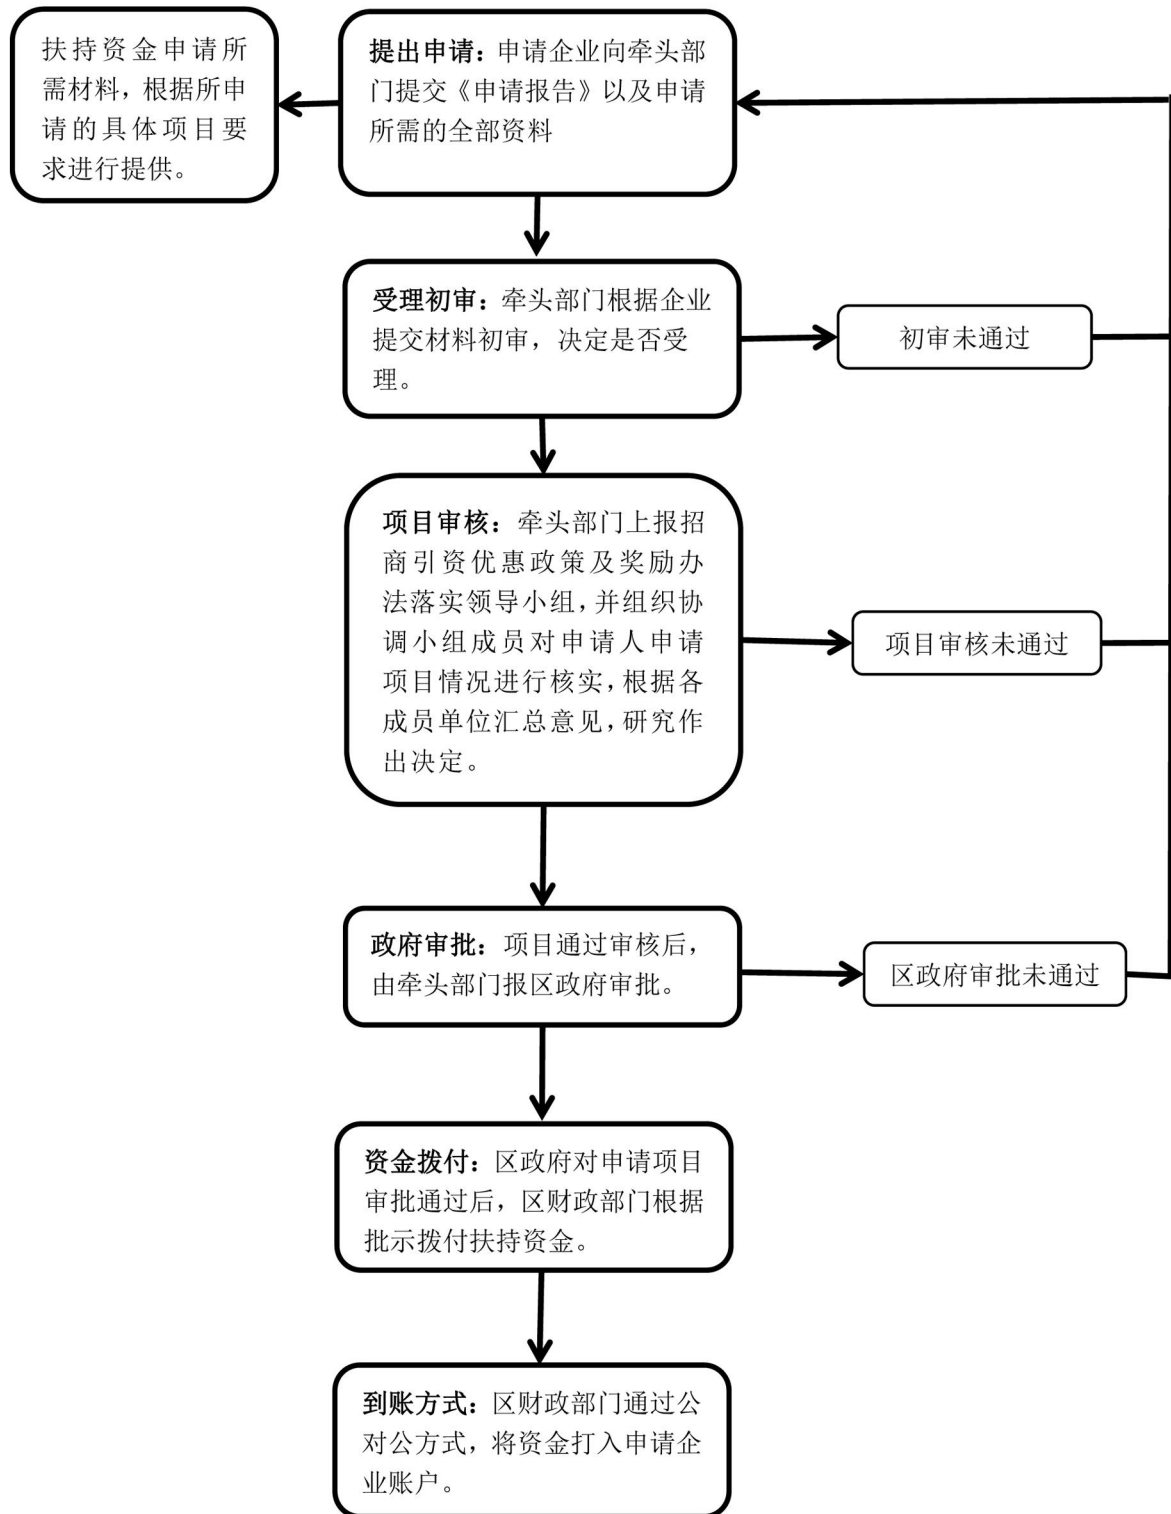 扶持资金申请所
需材料，根据所申
请的具体项目要
求进行提供。
提出申请：申请企业向牵头部
门提交《申请报告》以及申请
所需的全部资料
受理初审：牵头部门根据企业
提交材料初审，决定是否受
理。
初审未通过
项目审核：牵头部门上报招
商引资优惠政策及奖励办
法落实领导小组，并组织协
调小组成员对申请人申请
项目情况进行核实，根据各
成员单位汇总意见，研究作
出决定。
项目审核未通过
政府审批：项目通过审核后，
由牵头部门报区政府审批。
区政府审批未通过
资金拨付：区政府对申请项目
审批通过后，区财政部门根据
批示拨付扶持资金。
到账方式：区财政部门通过公
对公方式，将资金打入申请企
业账户。